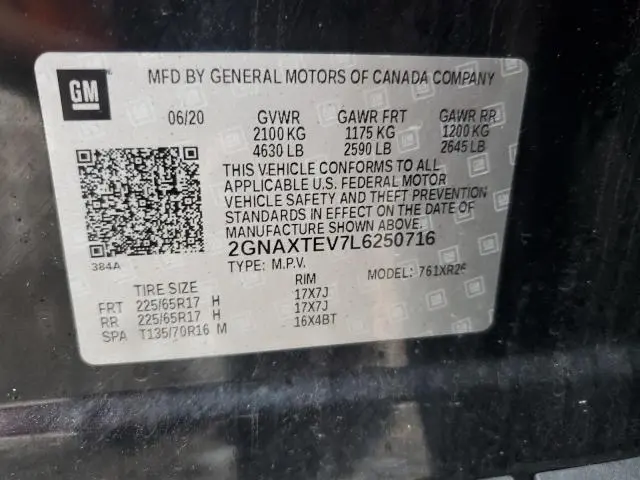 GM
MFD BY GENERAL MOTORS OF CANADA COMPANY
06/20 GVWR GAWR FRT GAWR RR
2100 KG 1175 KG 1200 KG
4630 LB 2590 LB 2645 LB
THIS VEHICLE CONFORMS TO ALL
APPLICABLE U.S. FEDERAL MOTOR
VEHICLE SAFETY AND THEFT PREVENTION
STANDARDS IN EFFECT ON THE DATE OF
MANUFACTURE SHOWN ABOVE.
2GNAXTEV7L6250716
384A
TYPE: M.P.V. MODEL: 761XR26
TIRE SIZE RIM
FRT 225/65R17 H 17X7J
RR 225/65R17 H 17X7J
SPA T135/70R16 M 16X4BT